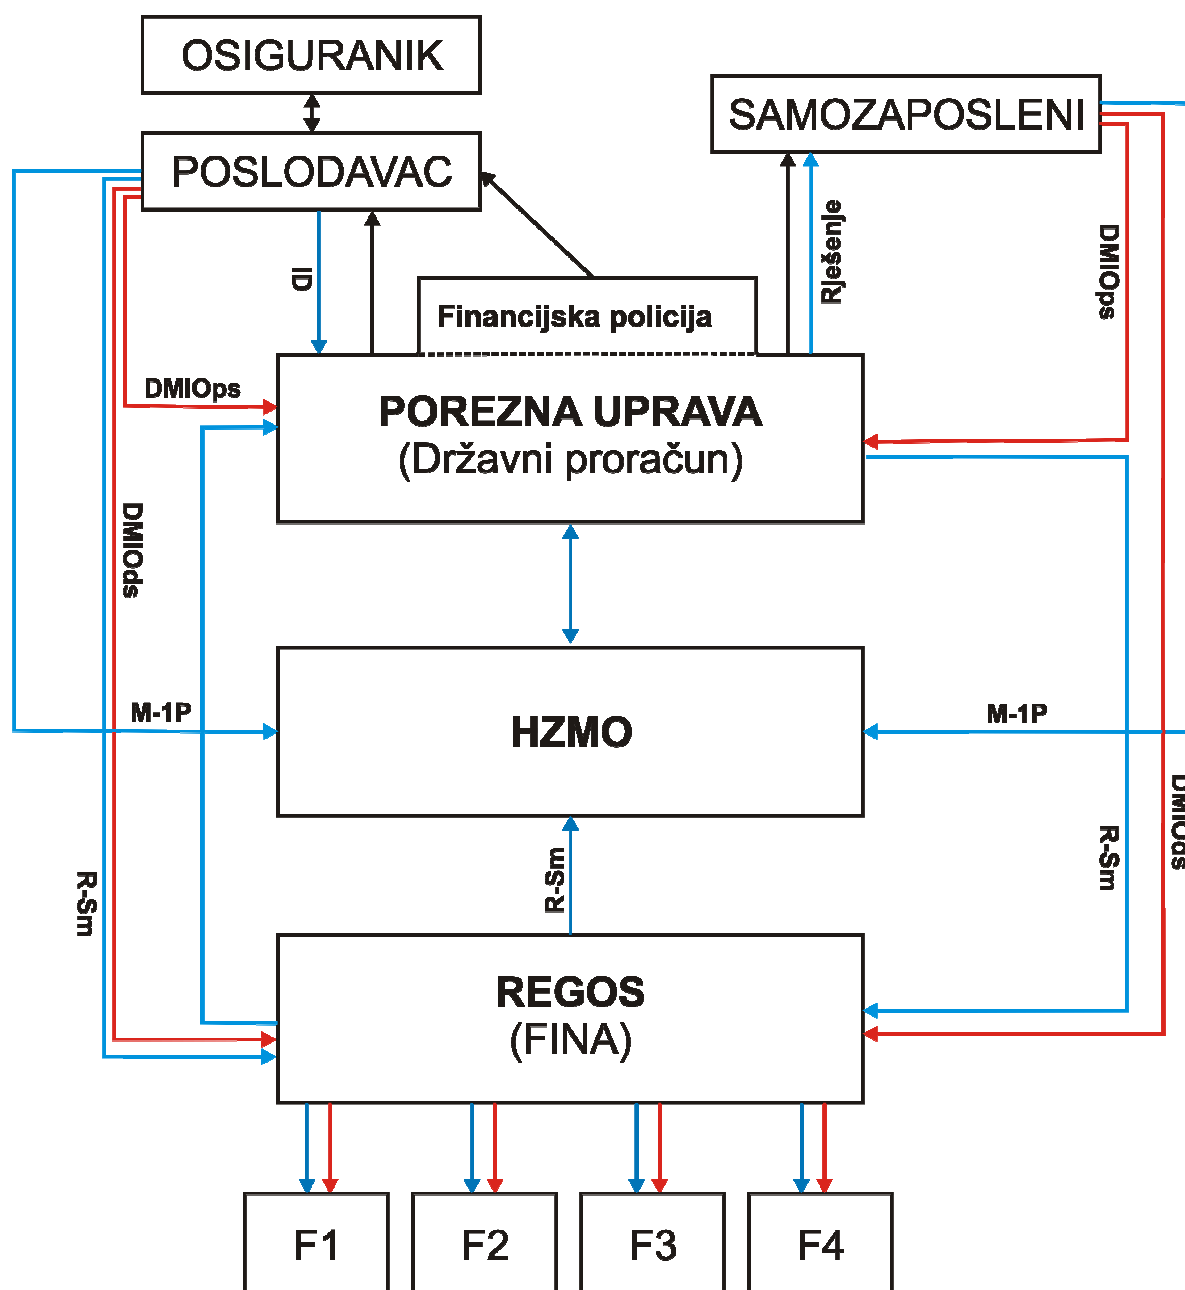 OSIGURANIK
SAMOZAPOSLENI
POSLODAVAC
Rješenje
DMIOps
ID
Financijska policija
DMIOps
POREZNA UPRAVA
(Državni proračun)
DMIOds
M-1P
HZMO
M-1P
DMIOds
R-Sm
R-Sm
R-Sm
REGOS
(FINA)
F1
F2
F3
F4